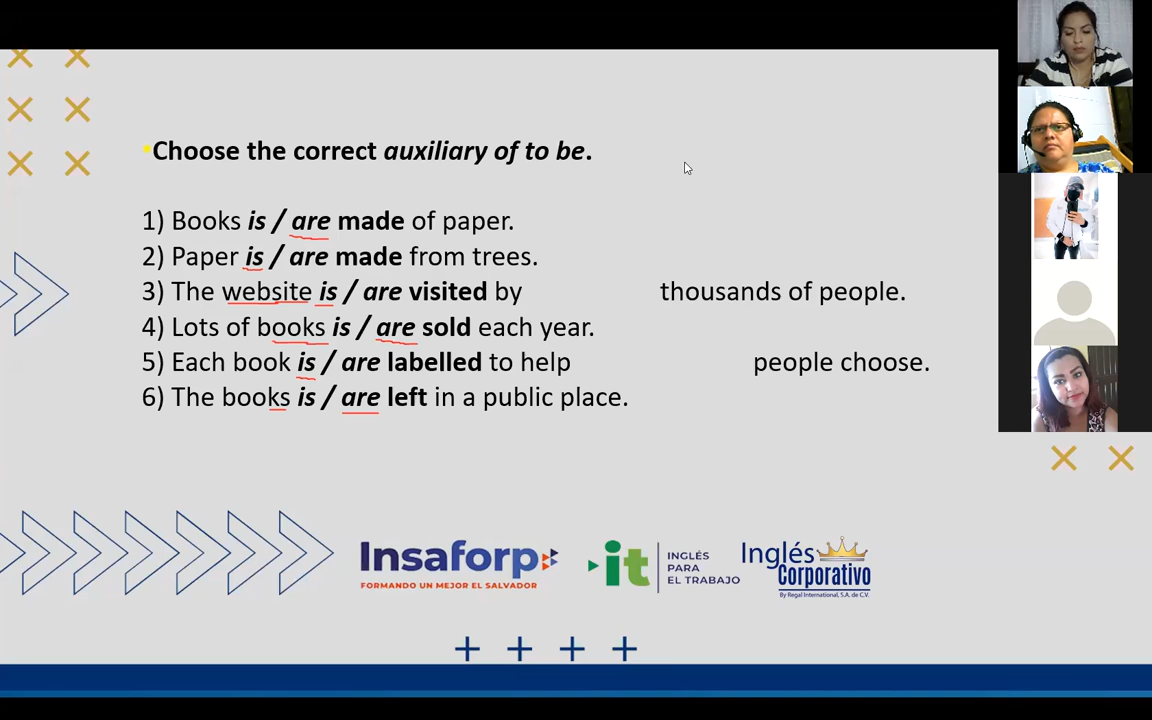 •Choose the correct auxiliary of to be.
1) Books is / are made of paper.
2) Paper is / are made from trees.
3) The website is / are visited by thousands of people.
4) Lots of books is / are sold each year.
5) Each book is / are labelled to help people choose.
6) The books is / are left in a public place.
Insaforp
FORMANDO UN MEJOR EL SALVADOR
it
INGLÉS
PARA
EL TRABAJO
Inglés
Corporativo
By Regal International, S.A. de C.V.